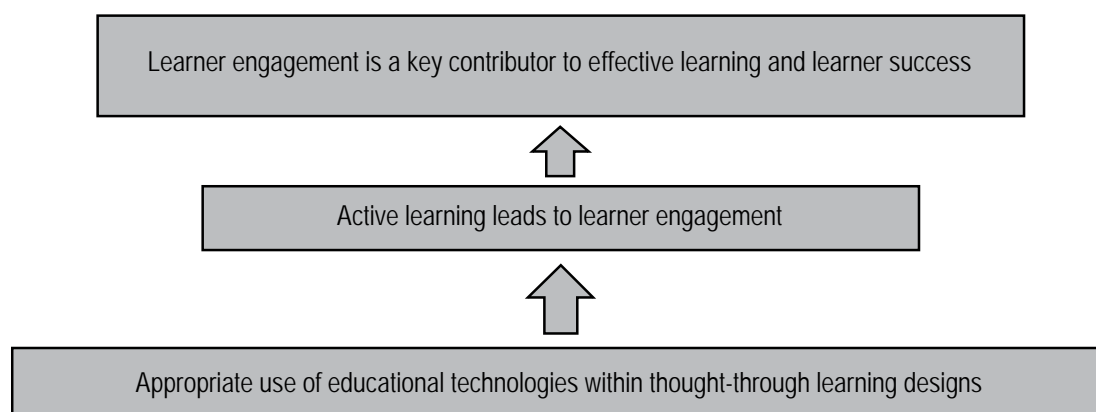 Learner engagement is a key contributor to effective learning and learner success
Active learning leads to learner engagement
Appropriate use of educational technologies within thought-through learning designs